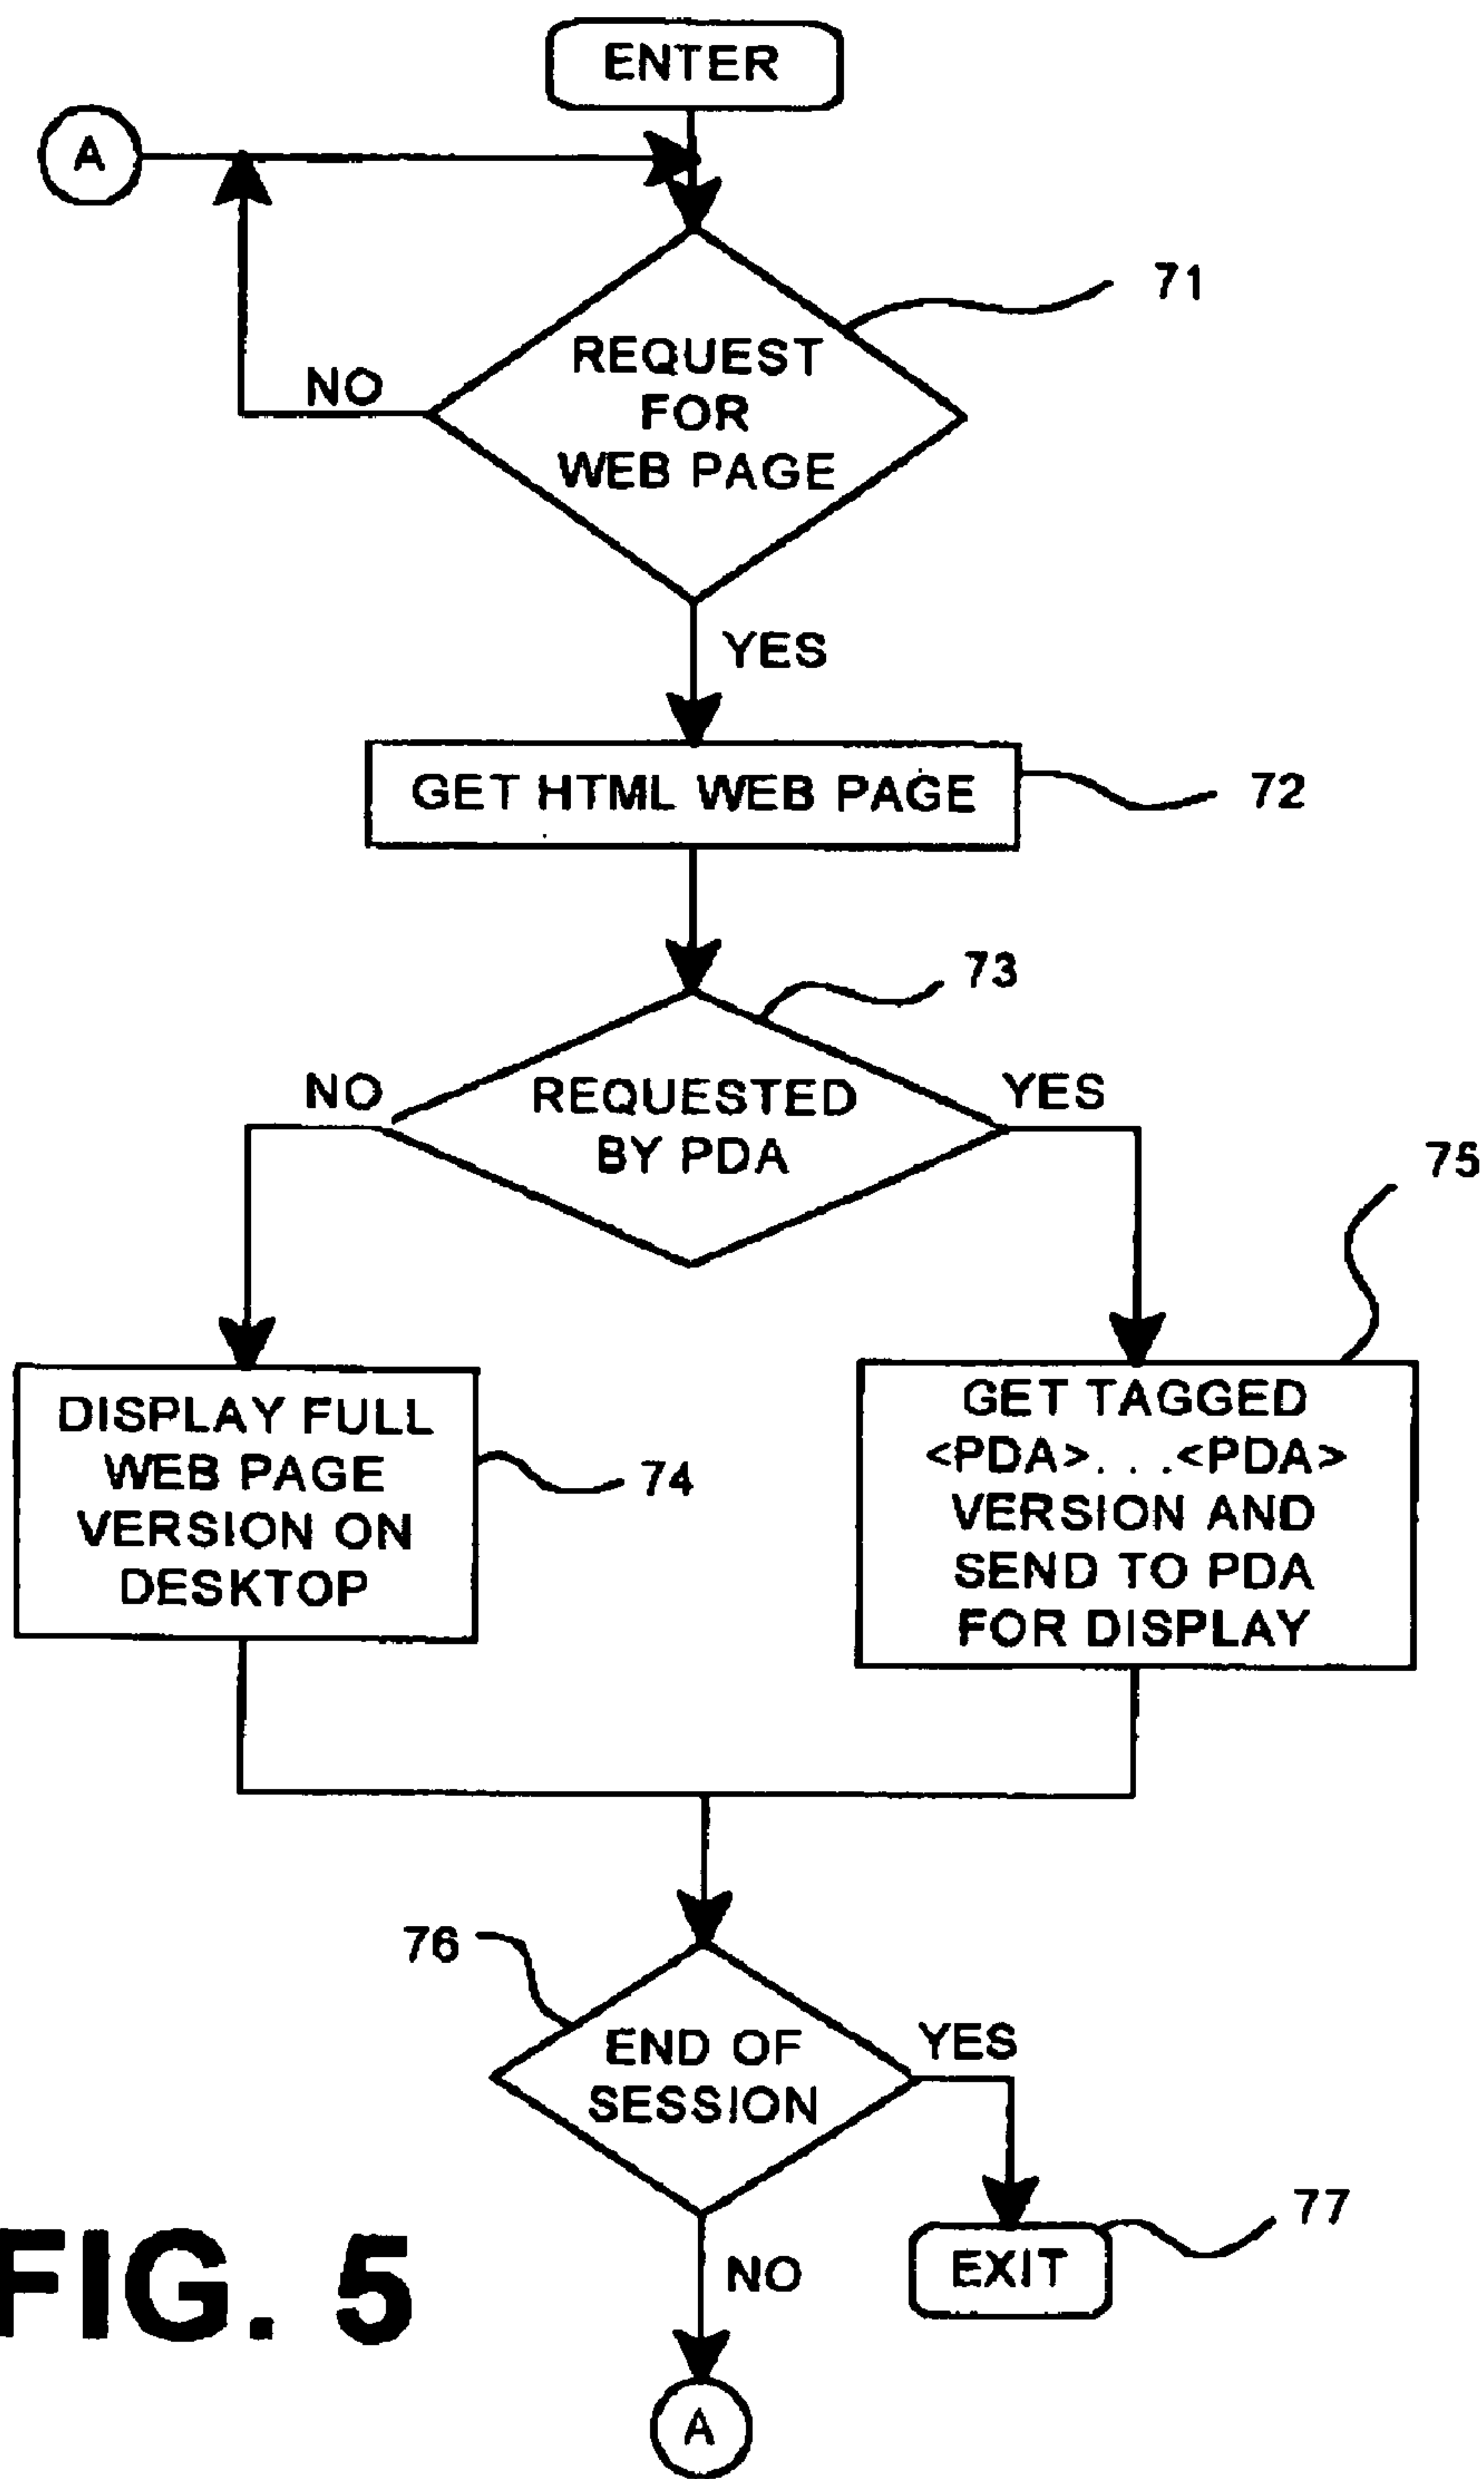 ENTER
A
71
REQUEST
FOR
WEB PAGE
NO
YES
GET HTML WEB PAGE
72
73
NO
REQUESTED
BY PDA
YES
75
DISPLAY FULL
WEB PAGE
VERSION ON
DESKTOP
74
GET TAGGED
<PDA>. . .<PDA>
VERSION AND
SEND TO PDA
FOR DISPLAY
76
END OF
SESSION
YES
77
EXIT
NO
FIG. 5
A